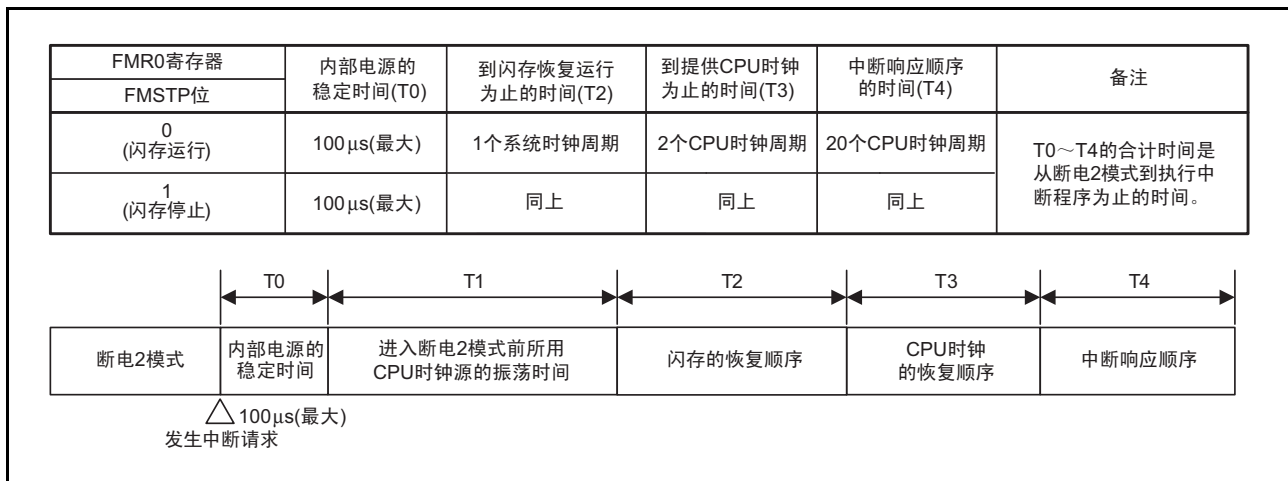 FMR0寄存器
FMSTP位
内部电源的
稳定时间(T0)
到闪存恢复运行
为止的时间(T2)
到提供CPU时钟
为止的时间(T3)
中断响应顺序
的时间(T4)
备注
0
(闪存运行)
100μs(最大)
1个系统时钟周期
2个CPU时钟周期
20个CPU时钟周期
T0～T4的合计时间是
从断电2模式到执行中
断程序为止的时间。
1
(闪存停止)
100μs(最大)
同上
同上
同上
T0
T1
T2
T3
T4
断电2模式
内部电源的
稳定时间
进入断电2模式前所用
CPU时钟源的振荡时间
闪存的恢复顺序
CPU时钟
的恢复顺序
中断响应顺序
100μs(最大)
发生中断请求